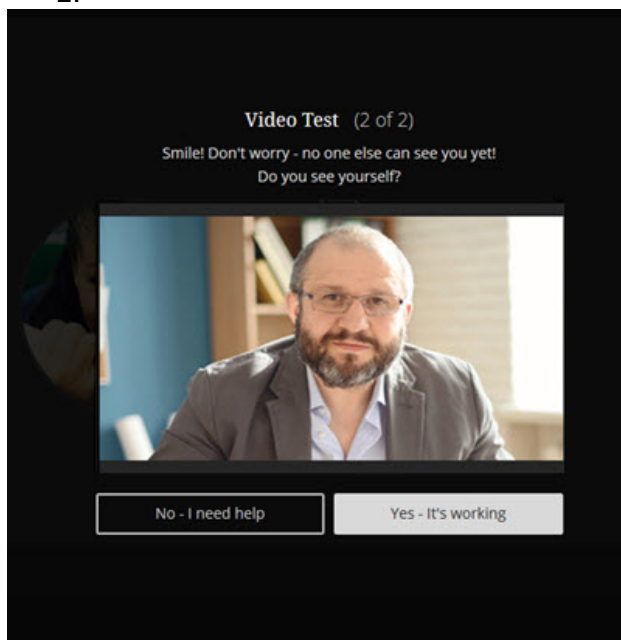 Video Test (2 of 2)
Smile! Don't worry - no one else can see you yet!
Do you see yourself?
No - I need help
Yes - It's working